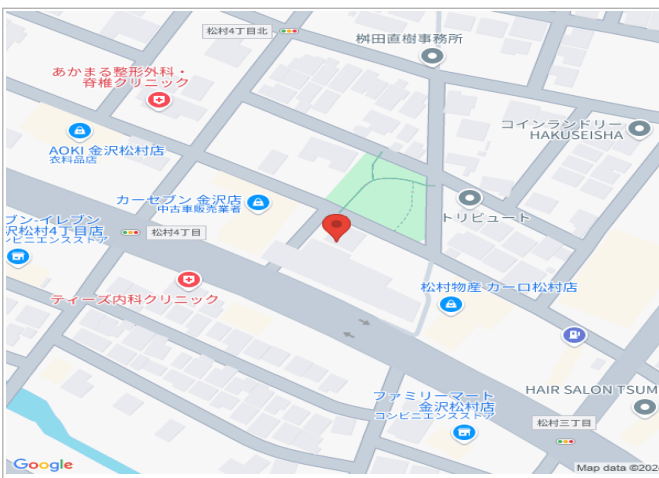 松村4丁目北
桝田直樹事務所
あかまる整形外科・
脊椎クリニック
コインランドリー
HAKUSEISHA
AOKI 金沢松村店
衣料品店
カーセブン 金沢店
中古車販売業者
トリビュート
ブン-イレブン
沢松村4丁目店
ンビニエンスストア
松村4丁目
ティーズ内科クリニック
松村物産 カーロ松村店
ファミリーマート
金沢松村店
コンビニエンスストア
HAIR SALON TSUM
松村三丁目
Google
Map data ©2024